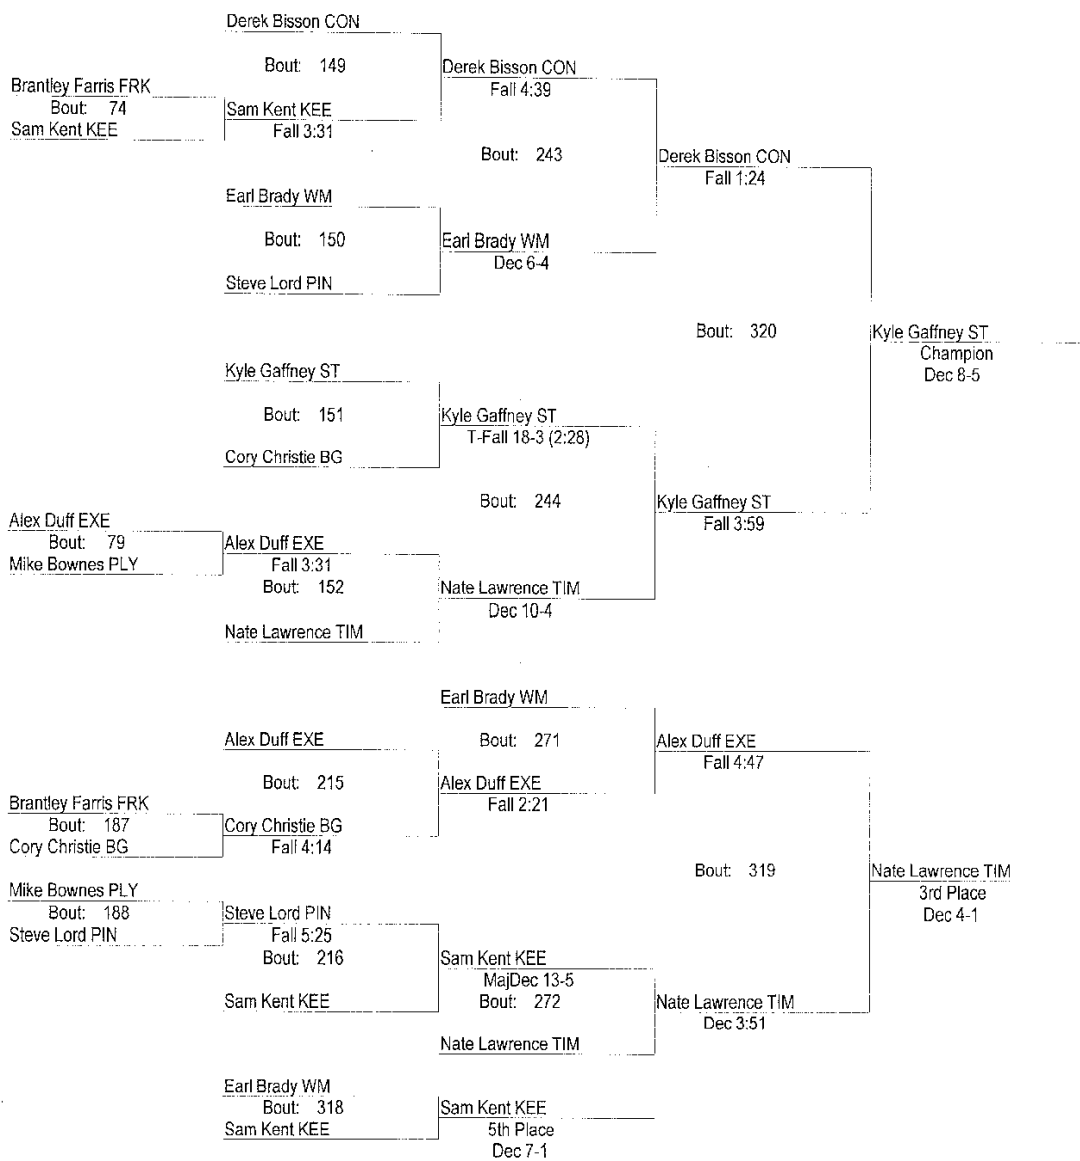 Derek Bisson CON
Bout: 149
Derek Bisson CON
Fall 4:39
Brantley Farris FRK
Bout: 74
Sam Kent KEE
Sam Kent KEE
Fall 3:31
Bout: 243
Derek Bisson CON
Fall 1:24
Earl Brady WM
Bout: 150
Earl Brady WM
Dec 6-4
Steve Lord PIN
Bout: 320
Kyle Gaffney ST
Champion
Dec 8-5
Kyle Gaffney ST
Bout: 151
Kyle Gaffney ST
T-Fall 18-3 (2:28)
Cory Christie BG
Bout: 244
Kyle Gaffney ST
Fall 3:59
Alex Duff EXE
Bout: 79
Mike Bownes PLY
Alex Duff EXE
Fall 3:31
Bout: 152
Nate Lawrence TIM
Dec 10-4
Nate Lawrence TIM
Earl Brady WM
Bout: 271
Alex Duff EXE
Fall 4:47
Alex Duff EXE
Bout: 215
Alex Duff EXE
Fall 2:21
Brantley Farris FRK
Bout: 187
Cory Christie BG
Cory Christie BG
Fall 4:14
Bout: 319
Nate Lawrence TIM
3rd Place
Dec 4-1
Mike Bownes PLY
Bout: 188
Steve Lord PIN
Steve Lord PIN
Fall 5:25
Bout: 216
Sam Kent KEE
MajDec 13-5
Bout: 272
Sam Kent KEE
Nate Lawrence TIM
Dec 3:51
Nate Lawrence TIM
Earl Brady WM
Bout: 318
Sam Kent KEE
Sam Kent KEE
5th Place
Dec 7-1